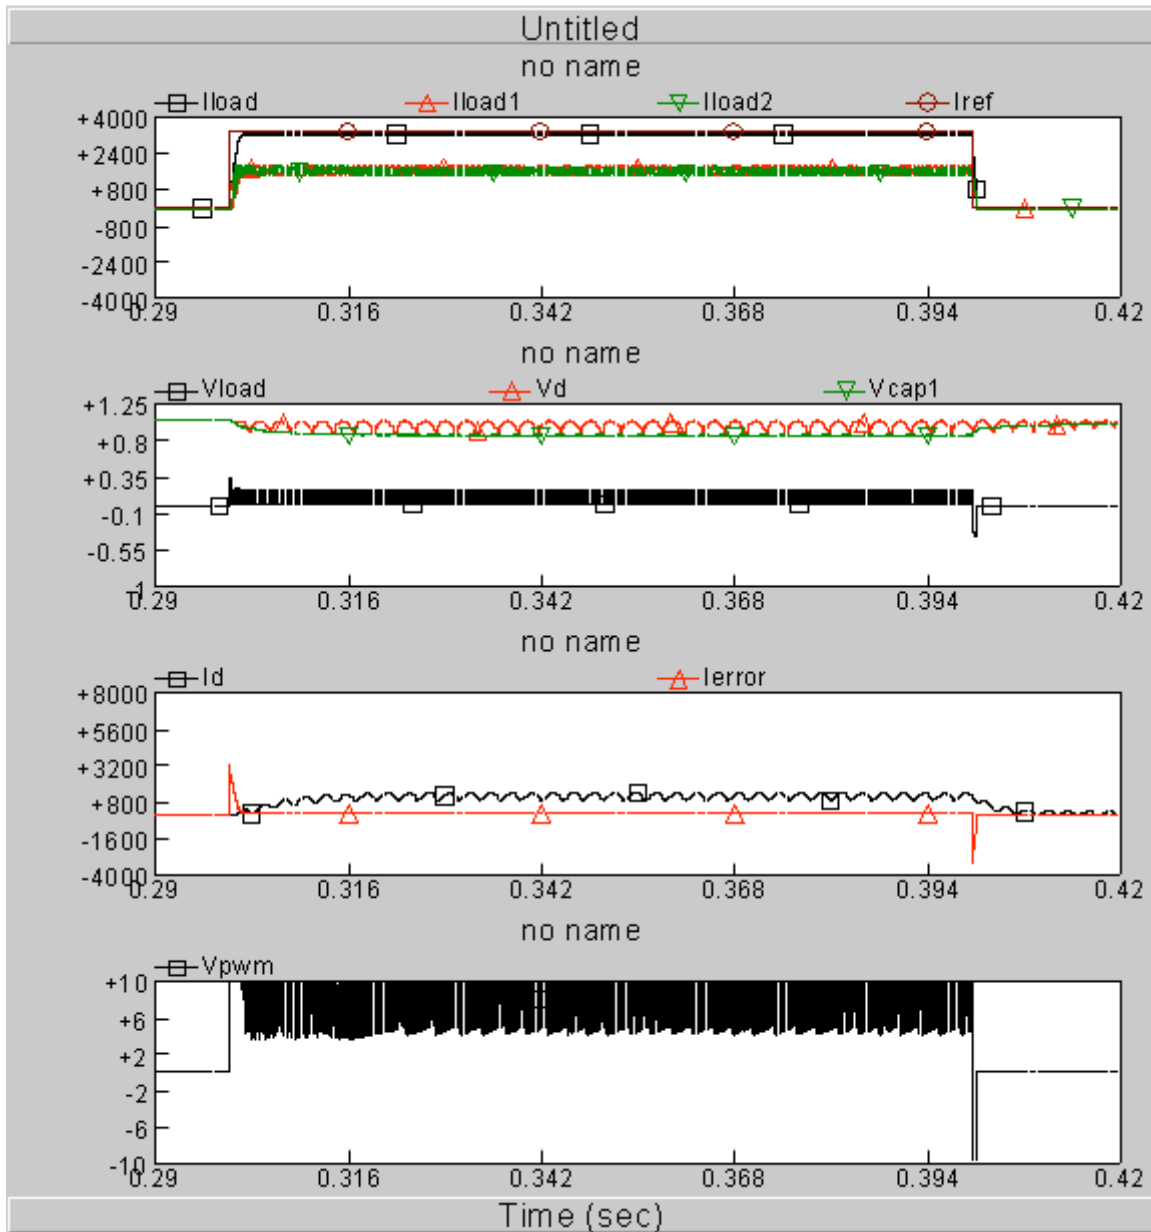 Untitled
no name
Iload Iload1 Iload2 Iref
+4000
+2400
+800
-800
-2400
-4000
0.29 0.316 0.342 0.368 0.394 0.42
no name
Vload Vd Vcap1
+1.25
+0.8
+0.35
-0.1
-0.55
-1
0.29 0.316 0.342 0.368 0.394 0.42
no name
Id Ierror
+8000
+5600
+3200
+800
-1600
-4000
0.29 0.316 0.342 0.368 0.394 0.42
no name
Vpwm
+10
+6
+2
-2
-6
-10
0.29 0.316 0.342 0.368 0.394 0.42
Time (sec)